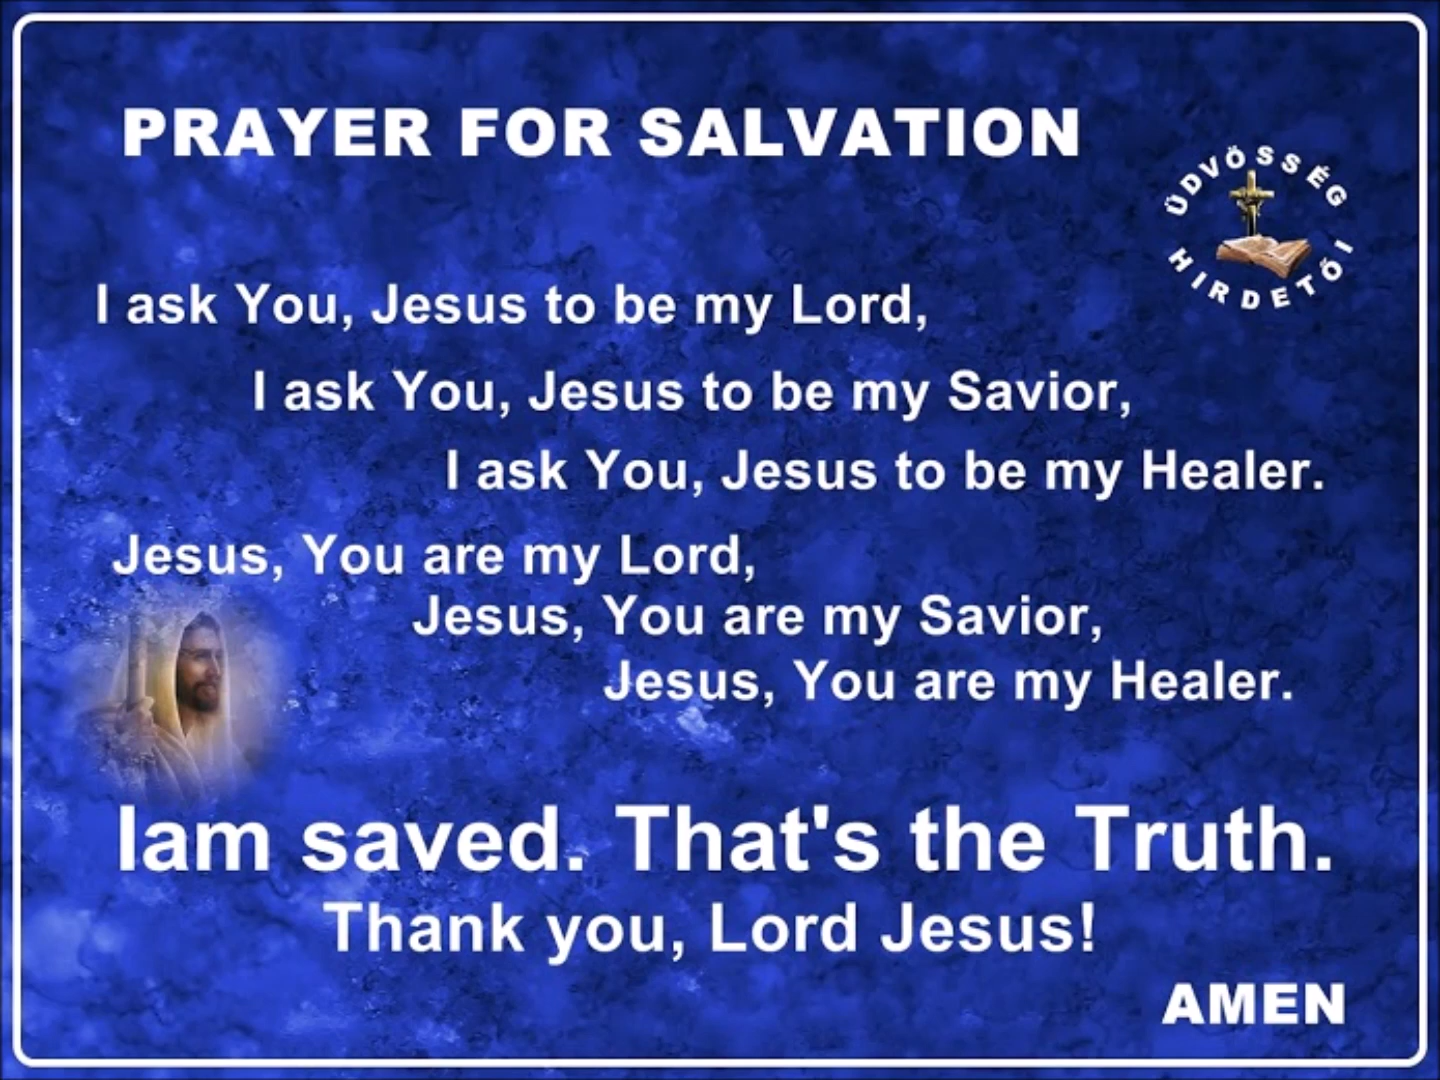 PRAYER FOR SALVATION
ÜDVÖSSÉG
HIRDETŐI
I ask You, Jesus to be my Lord,
I ask You, Jesus to be my Savior,
I ask You, Jesus to be my Healer.
Jesus, You are my Lord,
Jesus, You are my Savior,
Jesus, You are my Healer.
Iam saved. That's the Truth.
Thank you, Lord Jesus!
AMEN